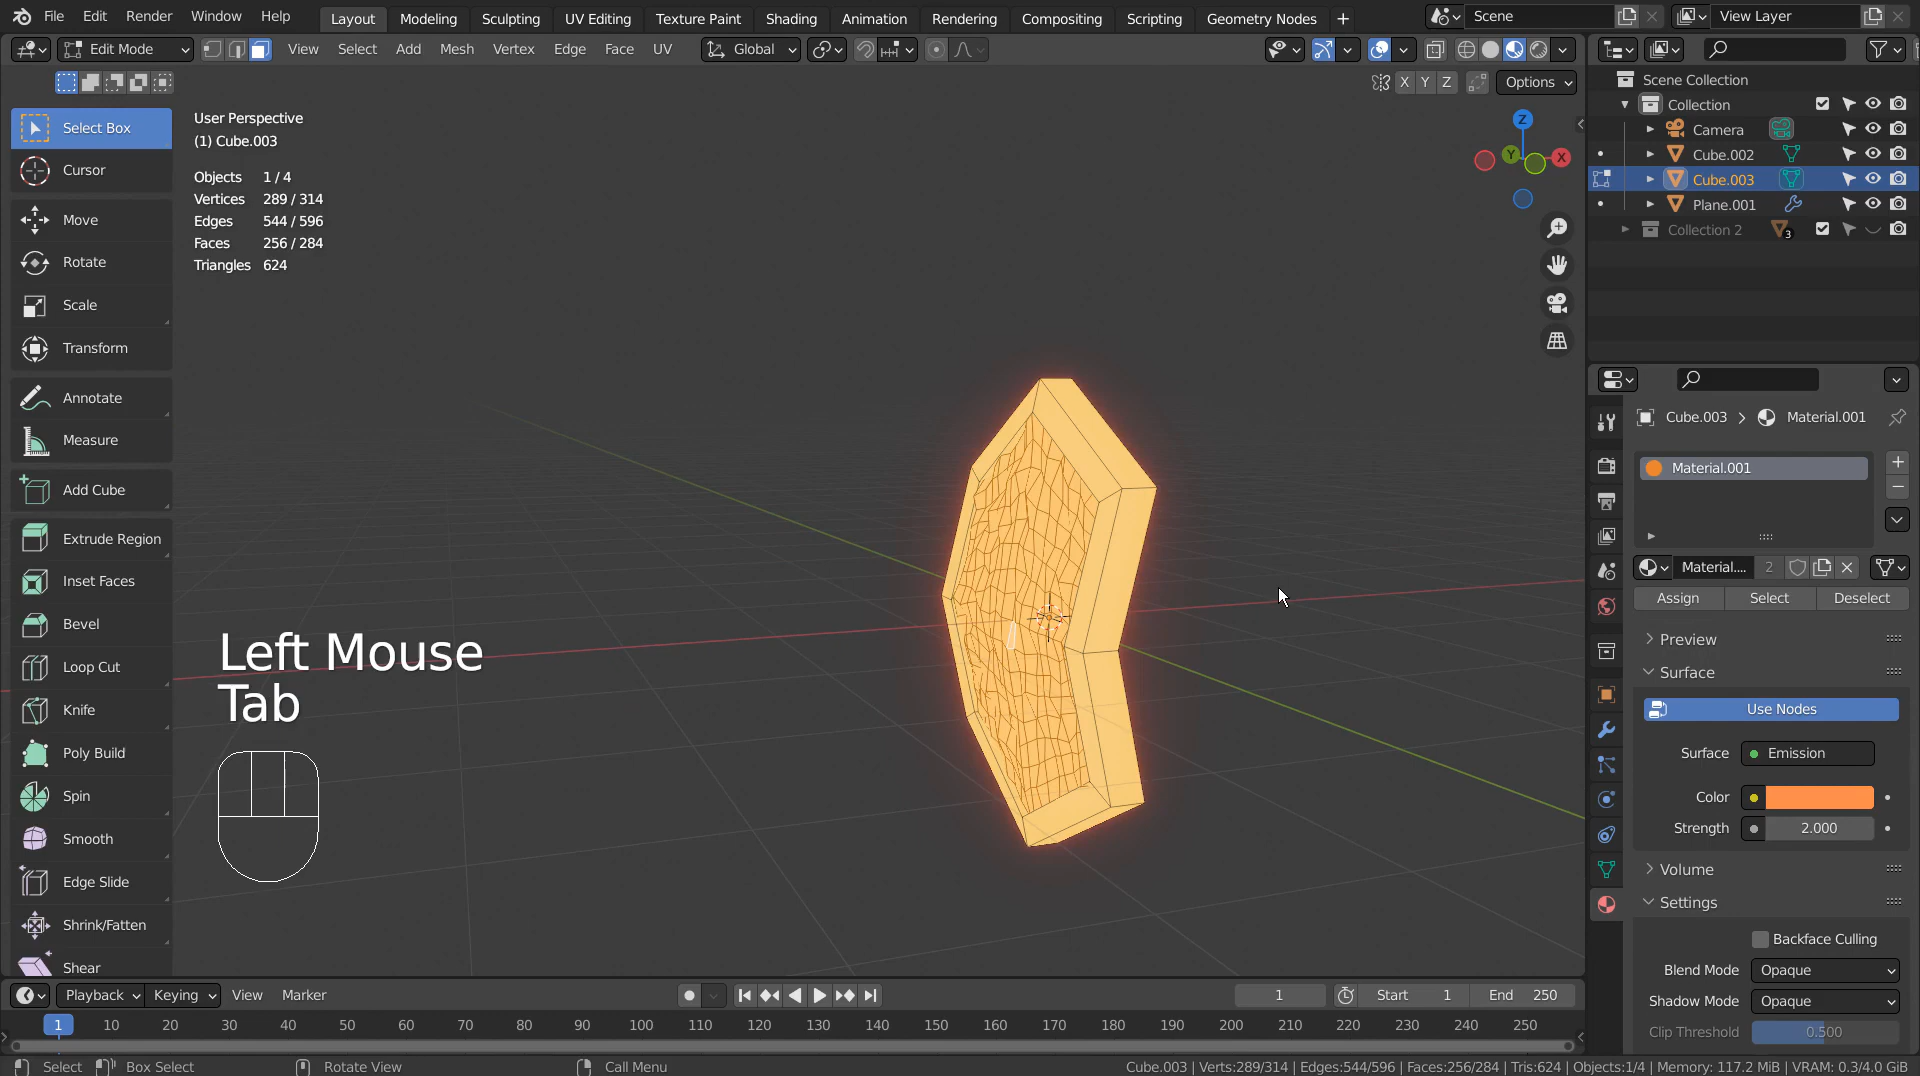 File Edit Render Window Help Layout Modeling Sculpting UV Editing Texture Paint Shading Animation Rendering Compositing Scripting Geometry Nodes + Scene View Layer
Edit Mode View Select Add Mesh Vertex Edge Face UV Global
X Y Z Options
Select Box
Cursor
Move
Rotate
Scale
Transform
Annotate
Measure
Add Cube
Extrude Region
Inset Faces
Bevel
Loop Cut
Knife
Poly Build
Spin
Smooth
Edge Slide
Shrink/Fatten
Shear
User Perspective
(1) Cube.003
Objects 1 / 4
Vertices 289 / 314
Edges 544 / 596
Faces 256 / 284
Triangles 624
Z
Y
X
Left Mouse
Tab
Scene Collection
Collection
Camera
Cube.002
Cube.003
Plane.001
Collection 2 3
Cube.003 > Material.001
Material.001
Material.... 2
Assign Select Deselect
Preview
Surface
Use Nodes
Surface Emission
Color
Strength 2.000
Volume
Settings
Backface Culling
Blend Mode Opaque
Shadow Mode Opaque
Clip Threshold 0.500
Playback Keying View Marker 1 Start 1 End 250
1 10 20 30 40 50 60 70 80 90 100 110 120 130 140 150 160 170 180 190 200 210 220 230 240 250
Select Box Select Rotate View Call Menu Cube.003 | Verts:289/314 | Edges:544/596 | Faces:256/284 | Tris:624 | Objects:1/4 | Memory: 117.2 MiB | VRAM: 0.3/4.0 GiB